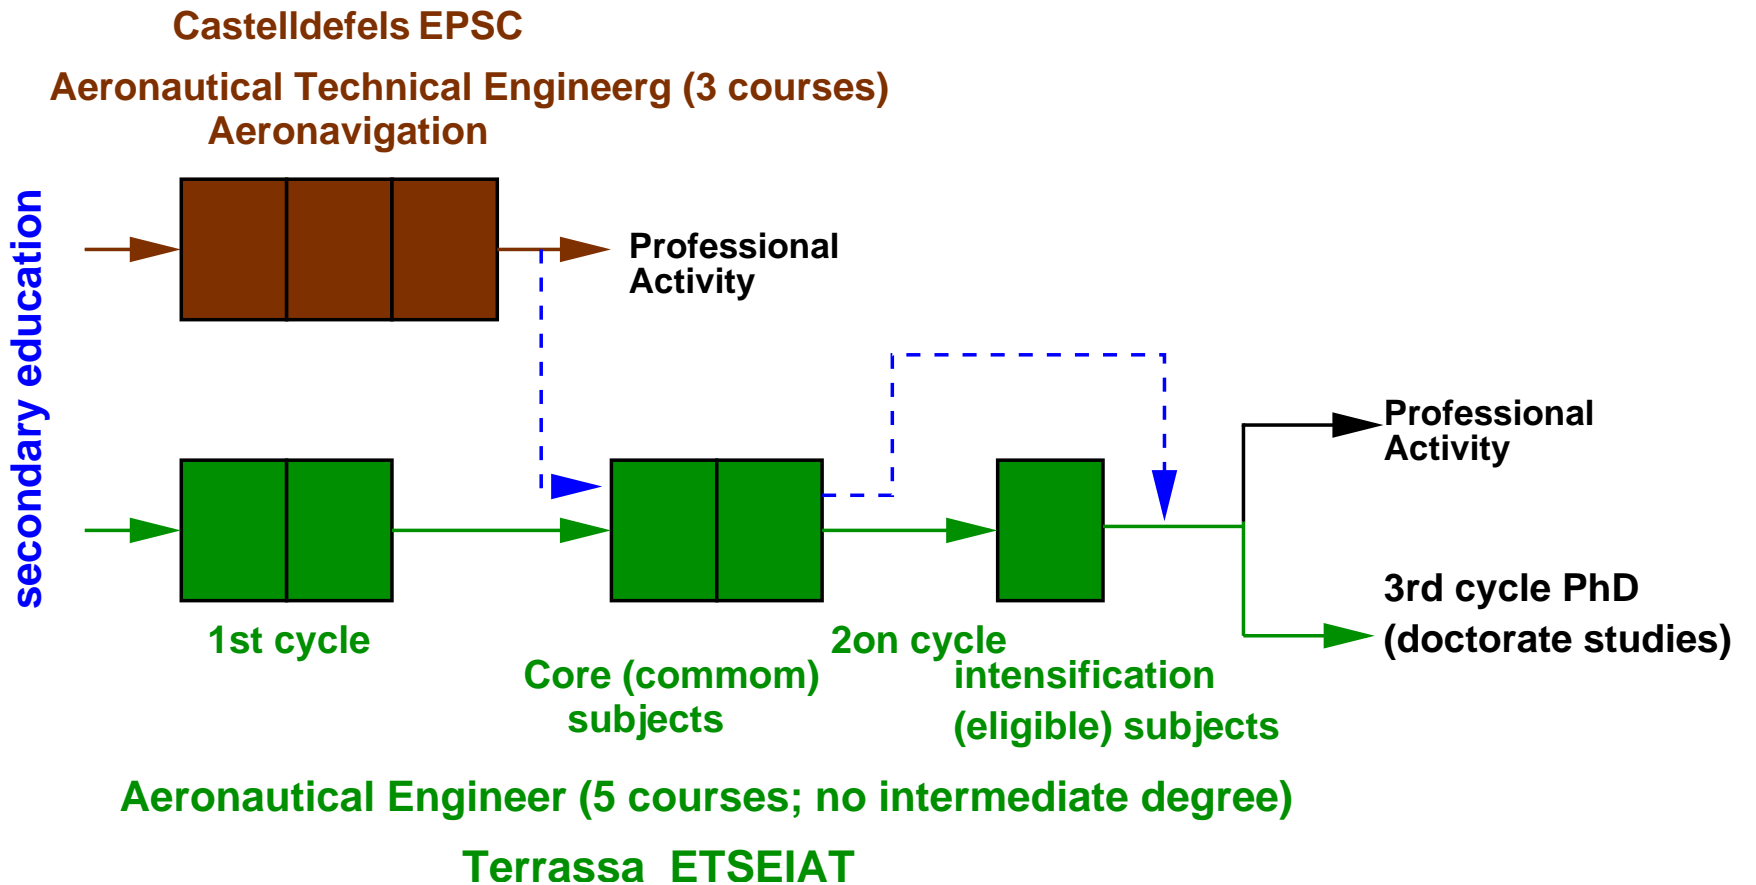 Castelldefels EPSC
Aeronautical Technical Engineerg (3 courses)
Aeronavigation
secondary education
Professional
Activity
Professional
Activity
3rd cycle PhD
(doctorate studies)
1st cycle
2on cycle
Core (commom)
subjects
intensification
(eligible) subjects
Aeronautical Engineer (5 courses; no intermediate degree)
Terrassa ETSEIAT